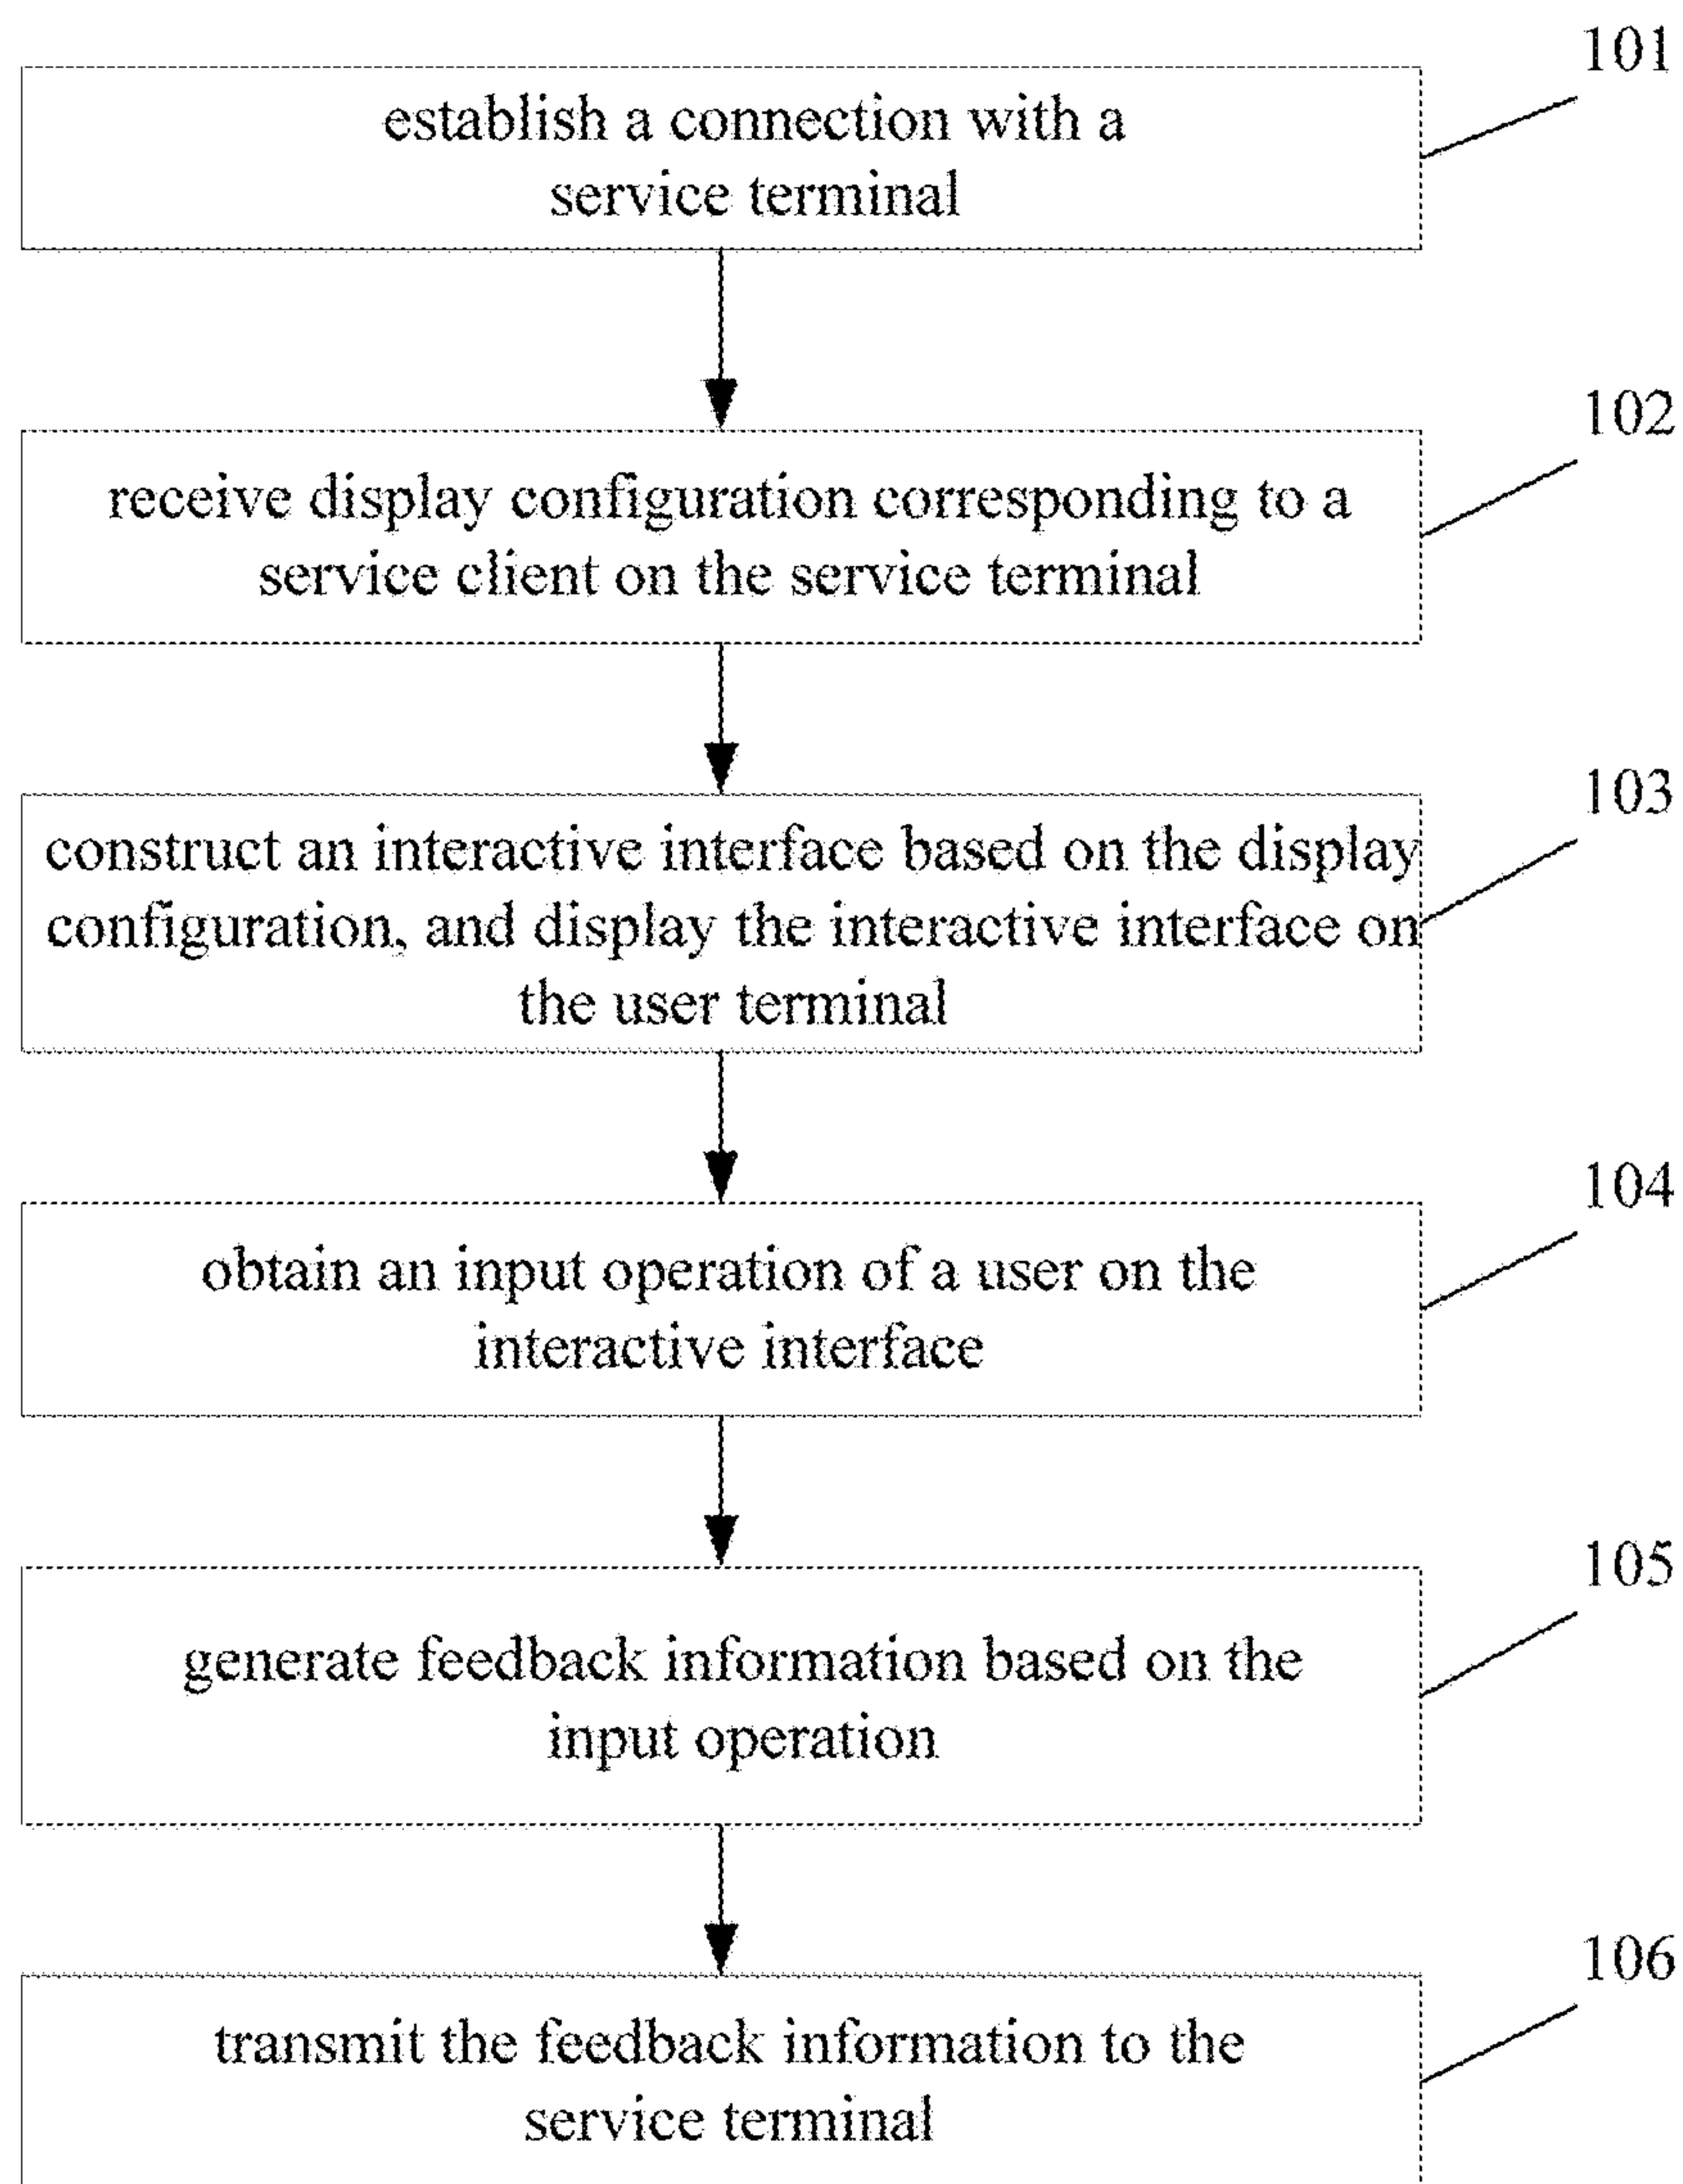 101
establish a connection with a
service terminal
102
receive display configuration corresponding to a
service client on the service terminal
103
construct an interactive interface based on the display
configuration, and display the interactive interface on
the user terminal
104
obtain an input operation of a user on the
interactive interface
105
generate feedback information based on the
input operation
106
transmit the feedback information to the
service terminal